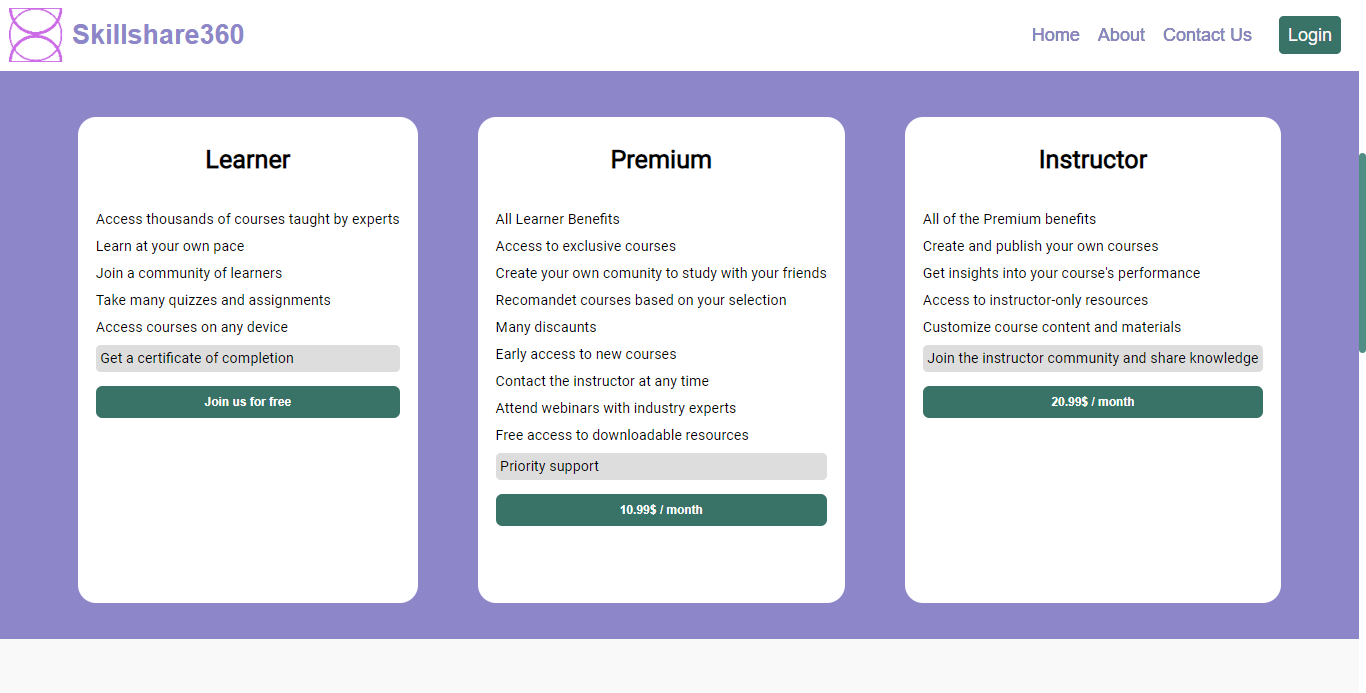 Skillshare360
Home
About
Contact Us
Login
Learner
Access thousands of courses taught by experts
Learn at your own pace
Join a community of learners
Take many quizzes and assignments
Access courses on any device
Get a certificate of completion
Join us for free
Premium
All Learner Benefits
Access to exclusive courses
Create your own comunity to study with your friends
Recomandet courses based on your selection
Many discaunts
Early access to new courses
Contact the instructor at any time
Attend webinars with industry experts
Free access to downloadable resources
Priority support
10.99$ / month
Instructor
All of the Premium benefits
Create and publish your own courses
Get insights into your course's performance
Access to instructor-only resources
Customize course content and materials
Join the instructor community and share knowledge
20.99$ / month